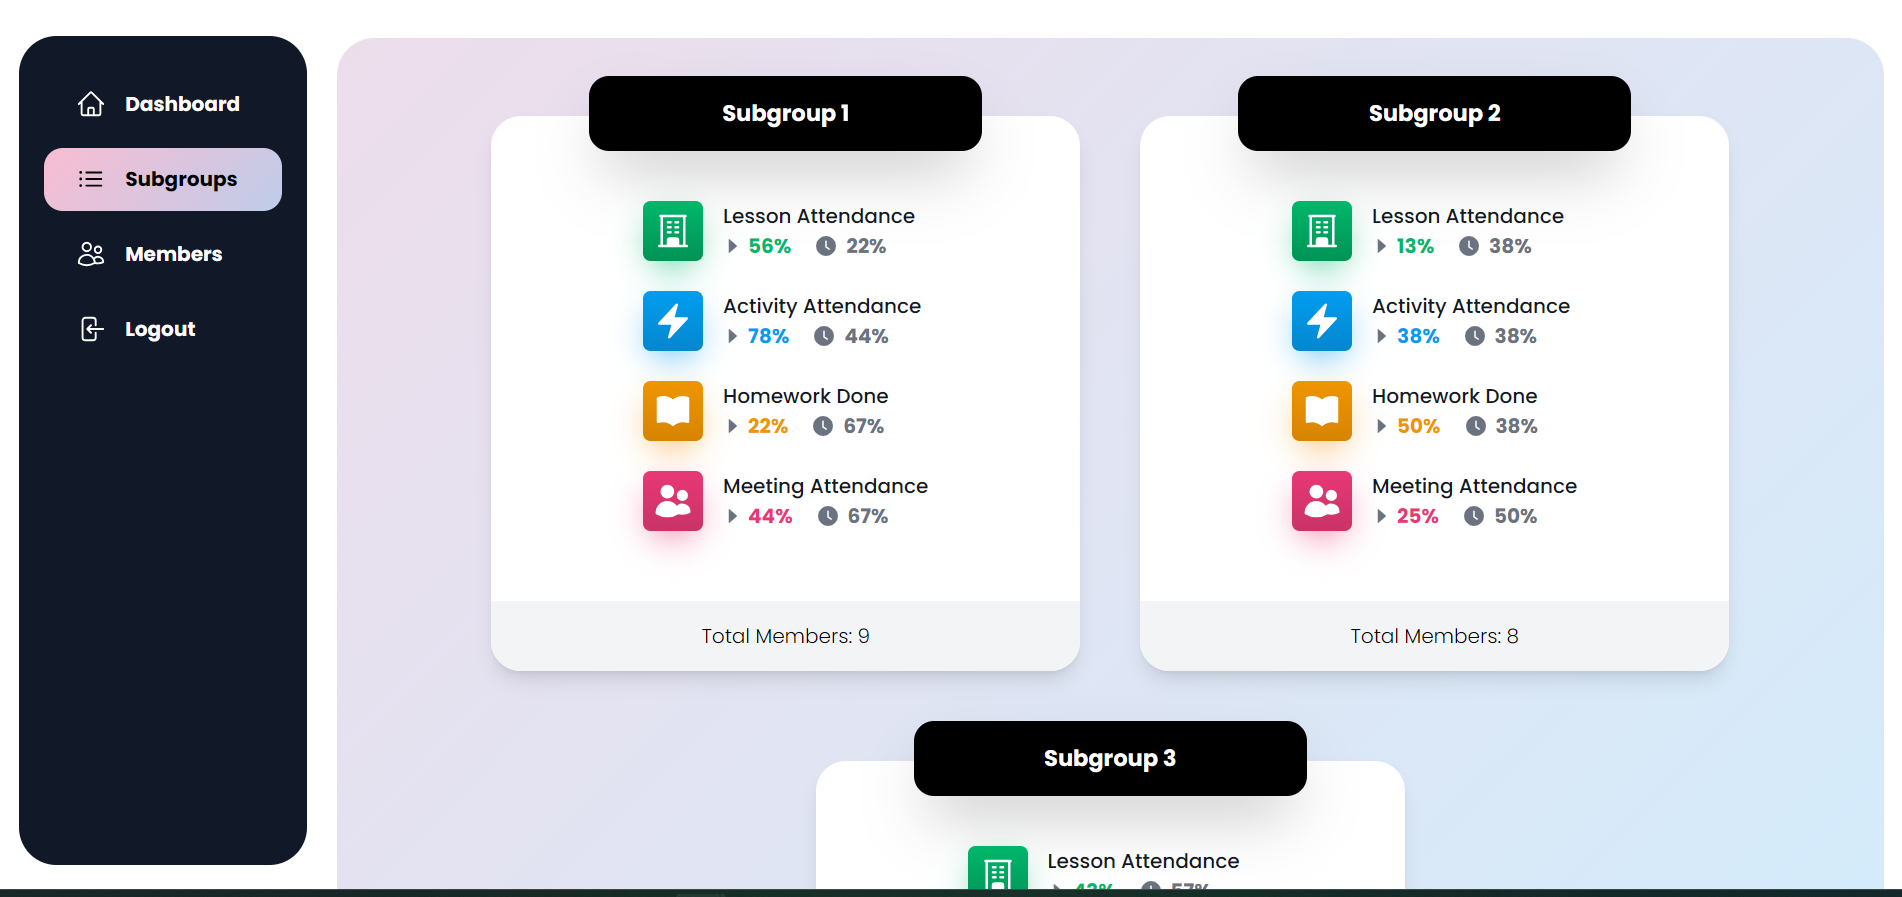 Dashboard
Subgroups
Members
Logout
Subgroup 1
Lesson Attendance
56% 22%
Activity Attendance
78% 44%
Homework Done
22% 67%
Meeting Attendance
44% 67%
Total Members: 9
Subgroup 2
Lesson Attendance
13% 38%
Activity Attendance
38% 38%
Homework Done
50% 38%
Meeting Attendance
25% 50%
Total Members: 8
Subgroup 3
Lesson Attendance